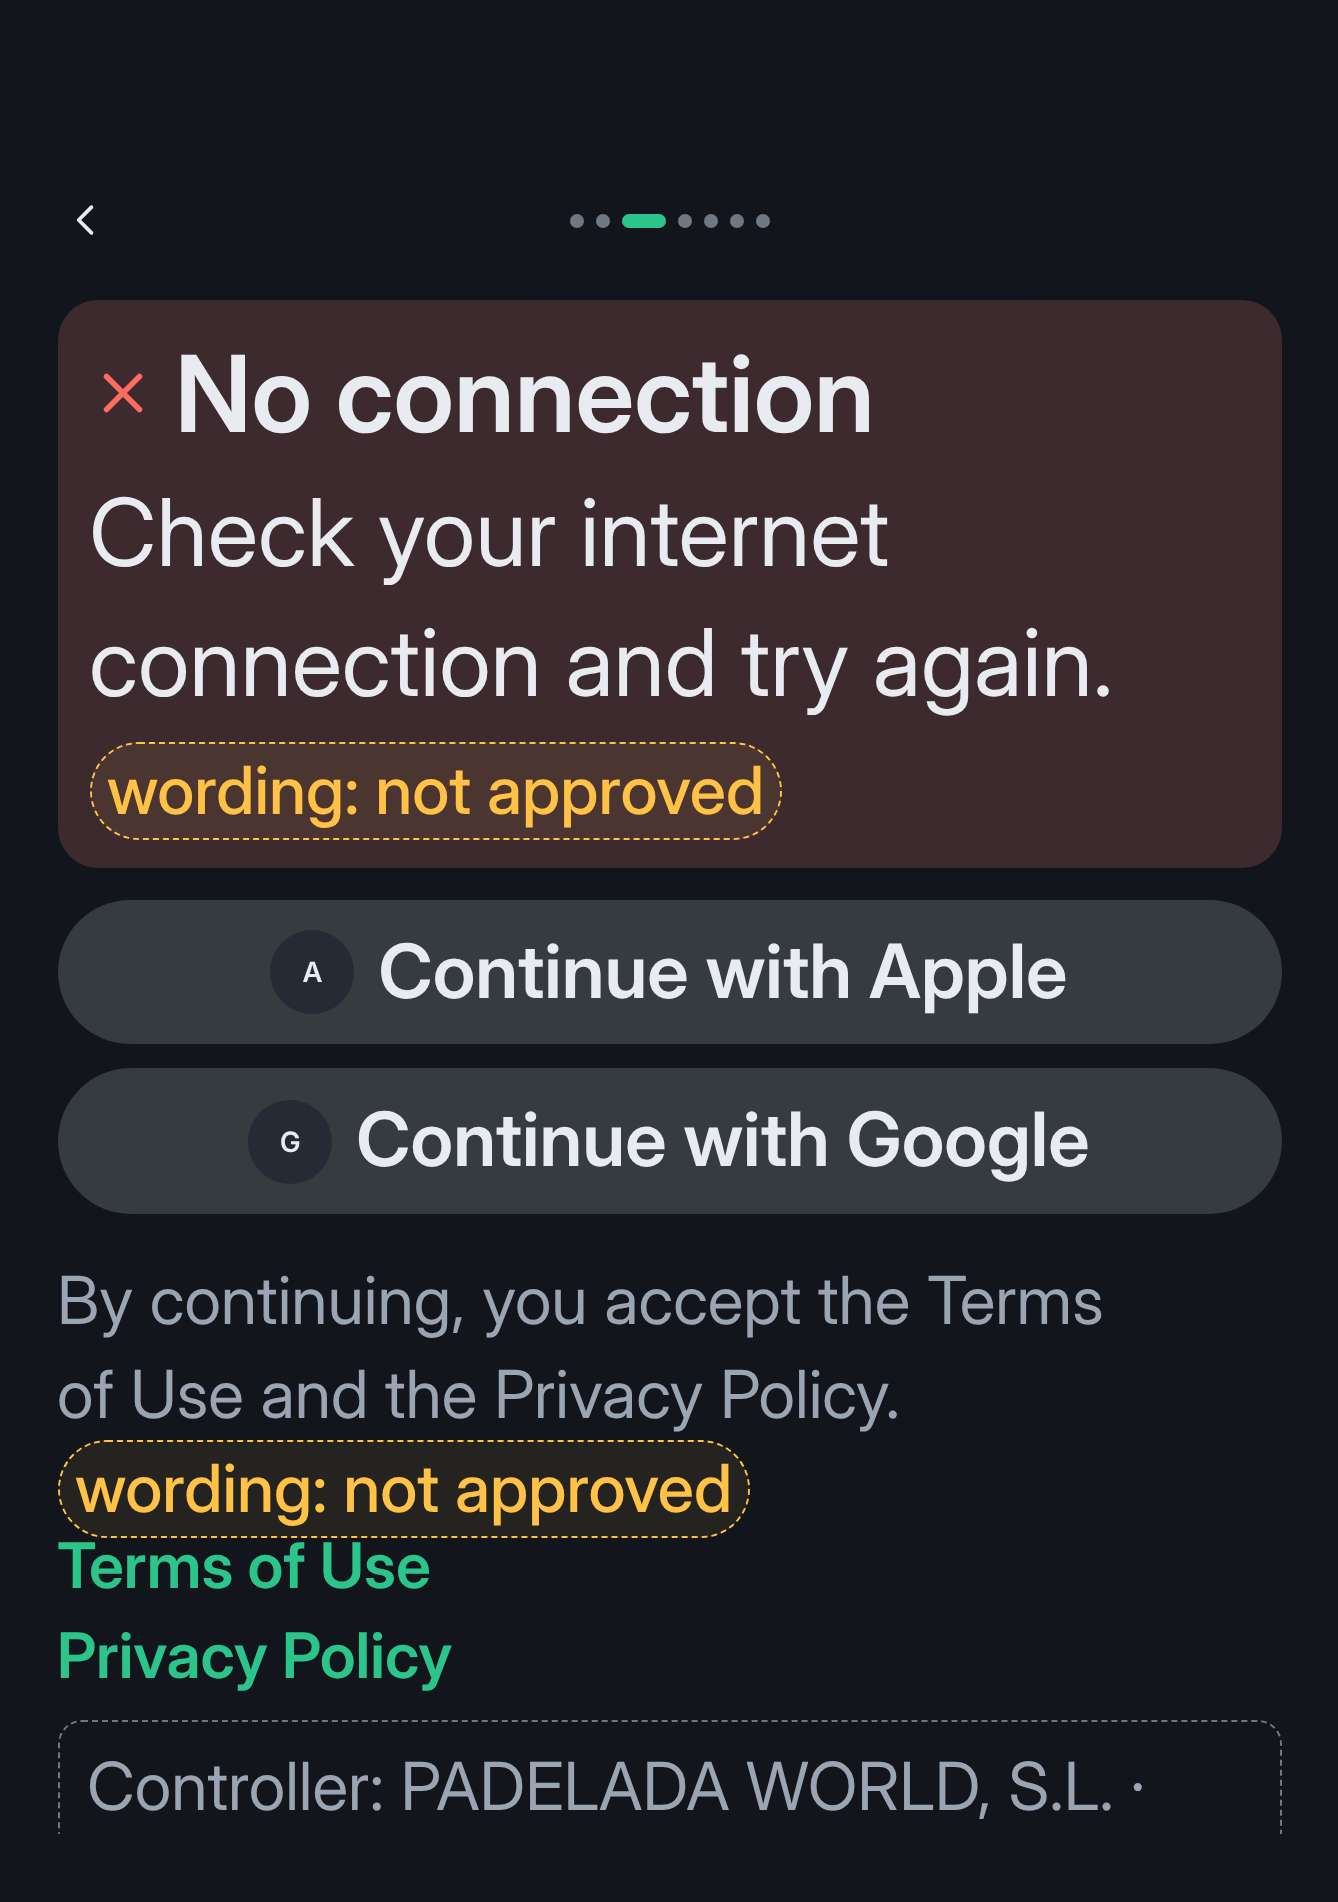 No connection
Check your internet
connection and try again.
wording: not approved
A Continue with Apple
G Continue with Google
By continuing, you accept the Terms
of Use and the Privacy Policy.
wording: not approved
Terms of Use
Privacy Policy
Controller: PADELADA WORLD, S.L. ·